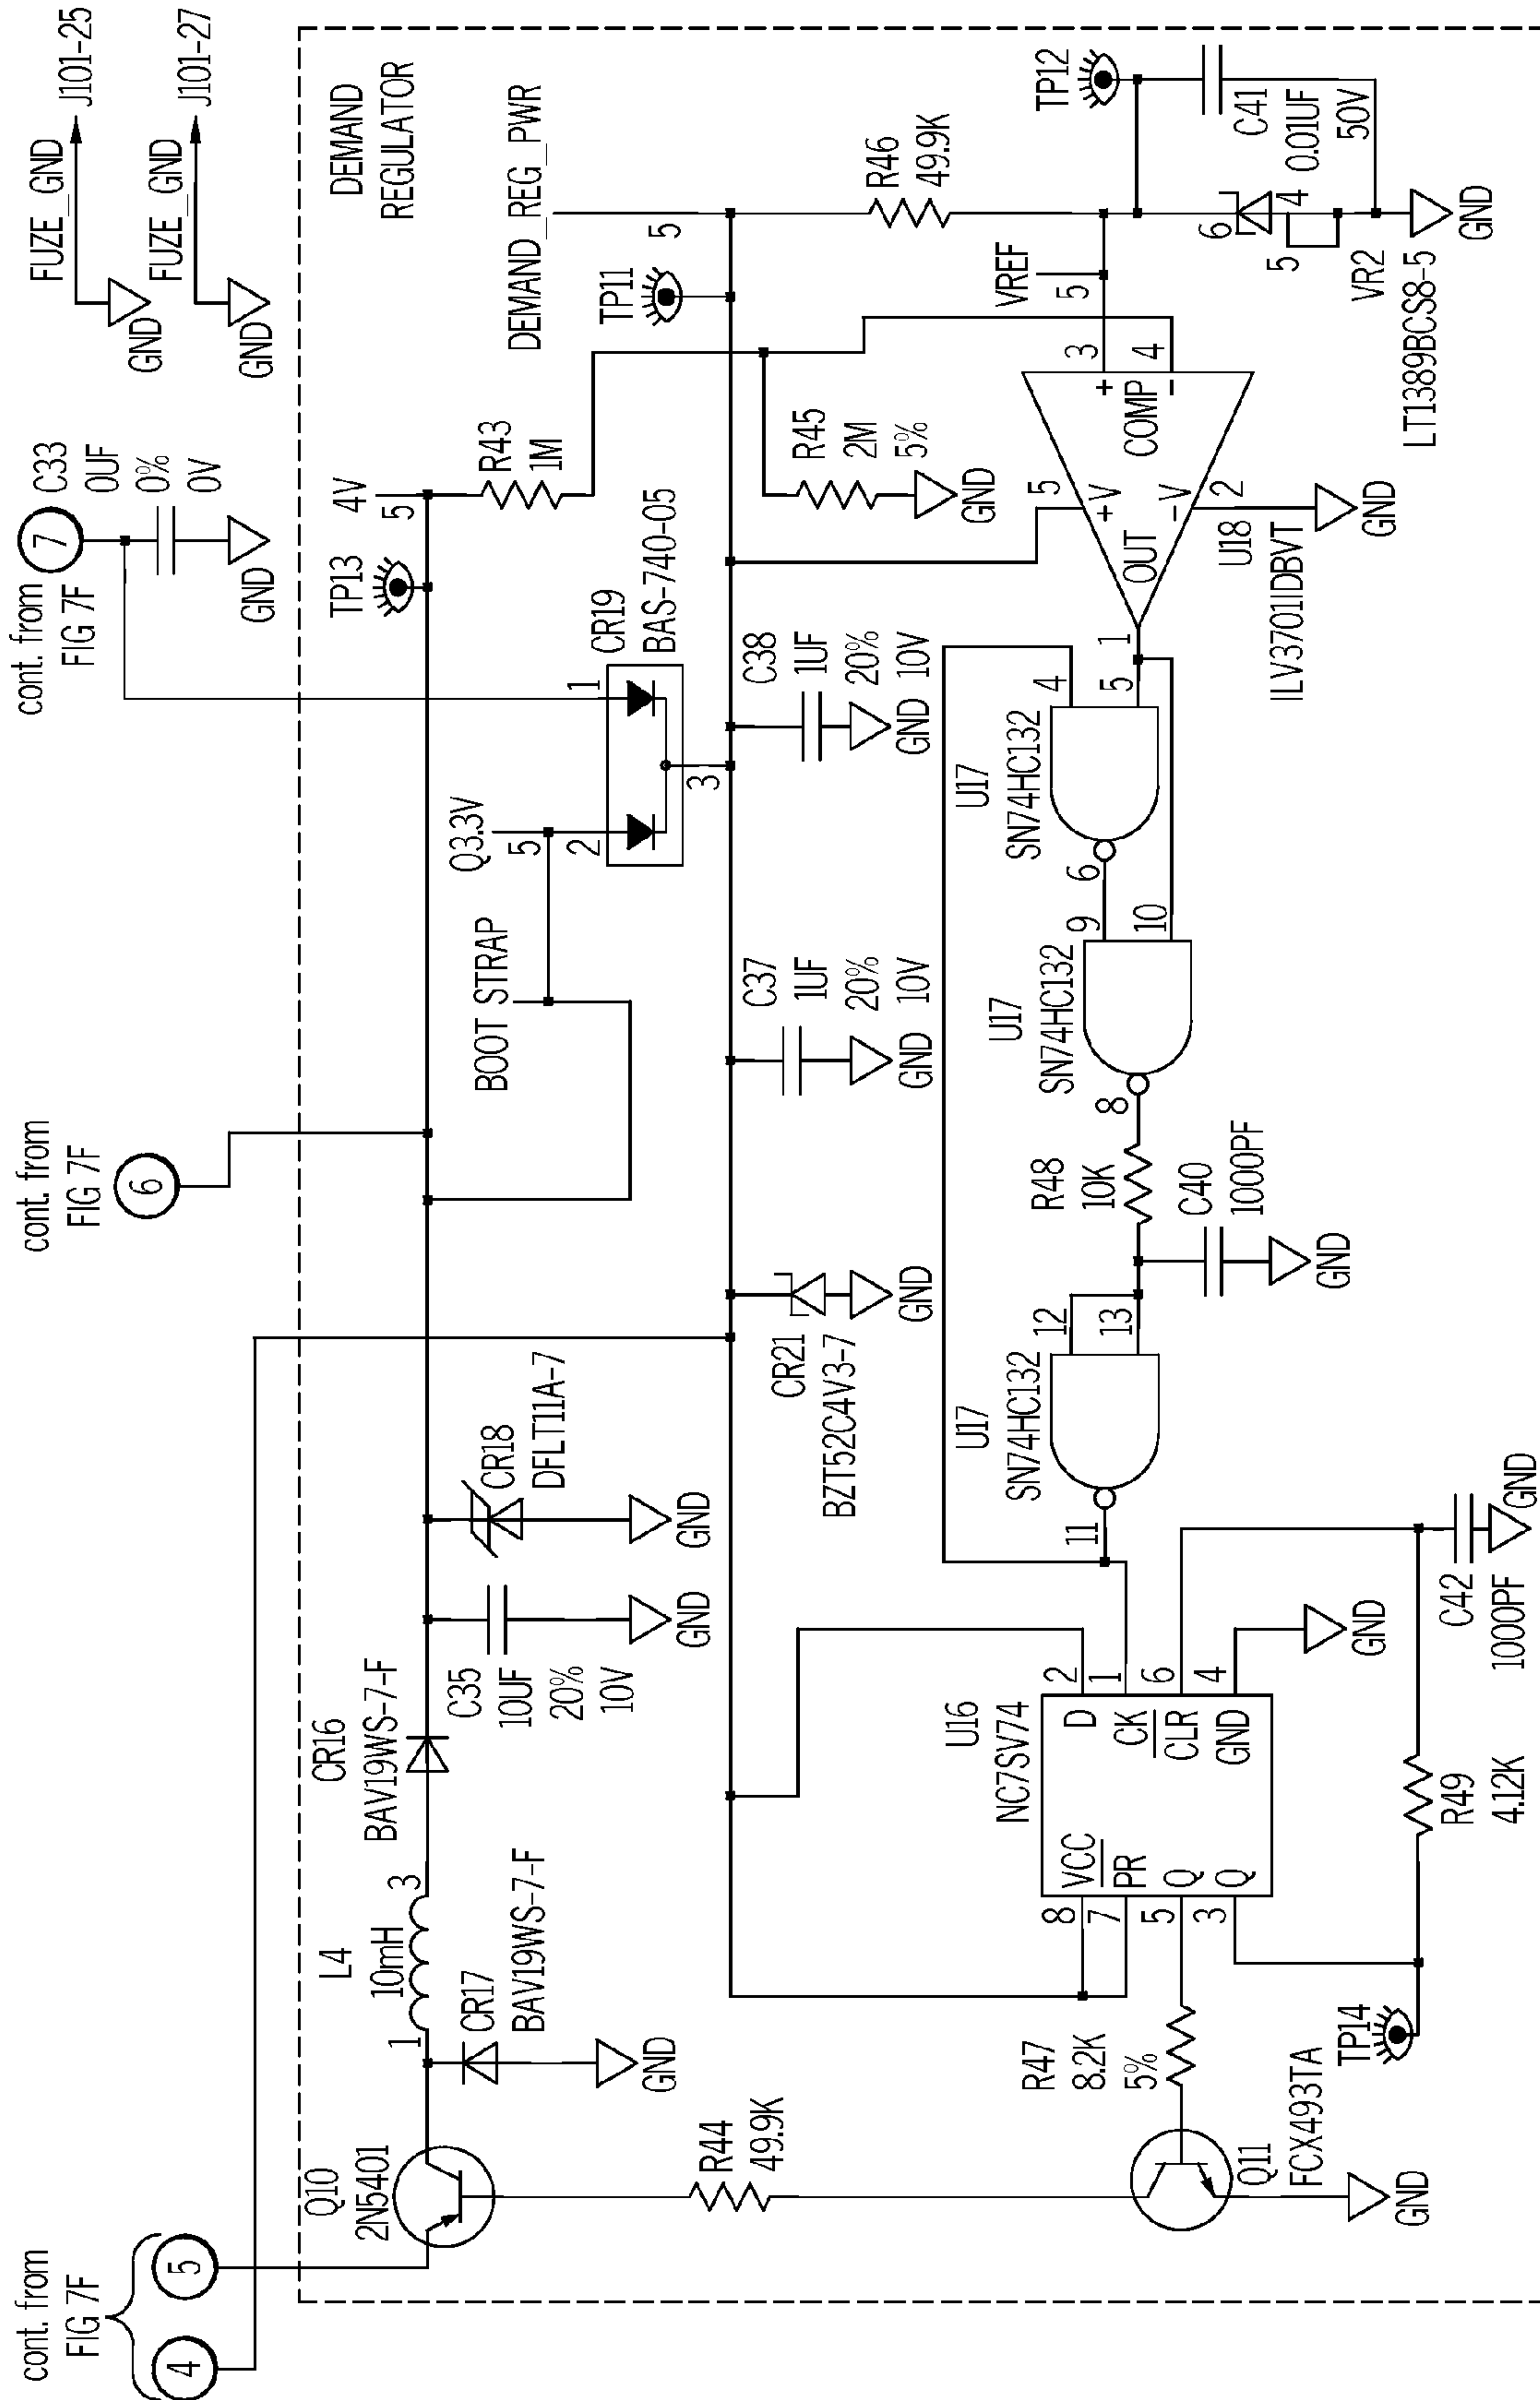 cont. from
FIG 7F
4
5
cont. from
FIG 7F
6
cont. from
FIG 7F
7
C33
0UF
0%
0V
GND
FUZE_GND
J101-25
GND
FUZE_GND
J101-27
GND
DEMAND
REGULATOR
Q10
2N5401
L4
10mH
1
3
CR17
BAV19WS-7-F
GND
CR16
BAV19WS-7-F
C35
10UF
20%
10V
GND
CR18
DFLT11A-7
GND
BOOT STRAP
Q3.3V
5
2
1
3
CR19
BAS-740-05
TP13
4V
5
R43
1M
TP11
DEMAND_REG_PWR
5
R44
49.9K
CR21
BZT52C4V3-7
GND
C37
1UF
20%
10V
GND
C38
1UF
20%
10V
GND
R45
2M
5%
GND
R46
49.9K
VREF
5
TP12
C41
0.01UF
50V
6
4
5
VR2
LT1389BCS8-5
GND
3
4
+
-
COMP
5
+V
-V
2
OUT
1
U18
ILV3701IDBVT
GND
U17
SN74HC132
4
5
6
U17
SN74HC132
9
10
8
R48
10K
C40
1000PF
GND
U17
SN74HC132
12
13
11
U16
NC7SV74
D
CK
CLR
GND
VCC
PR
Q
Q
2
1
6
4
8
7
5
3
GND
C42
1000PF
GND
R49
4.12K
TP14
R47
8.2K
5%
Q11
FCX493TA
GND